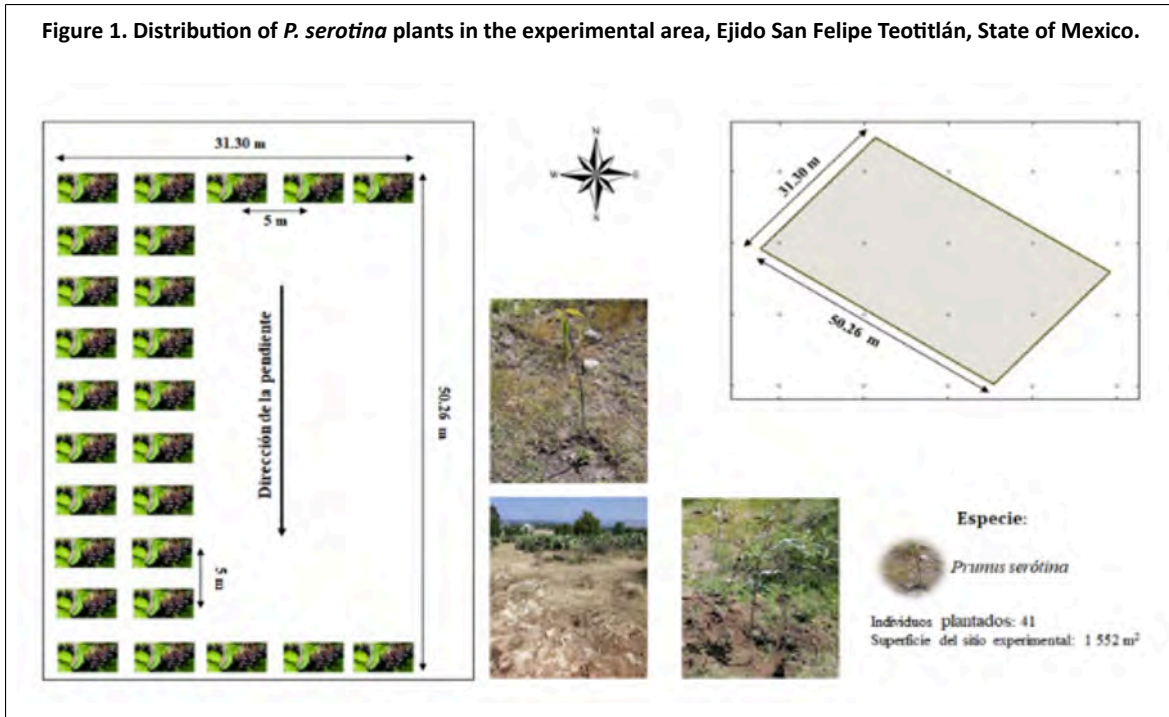 Figure 1. Distribution of P. serotina plants in the experimental area, Ejido San Felipe Teotitlán, State of Mexico.
31.30 m
5 m
Dirección de la pendiente
50.26 m
5 m
N
W
E
S
31.30 m
50.26 m
Especie:
Prunus serótina
Individuos plantados: 41
Superficie del sitio experimental: 1 552 m²